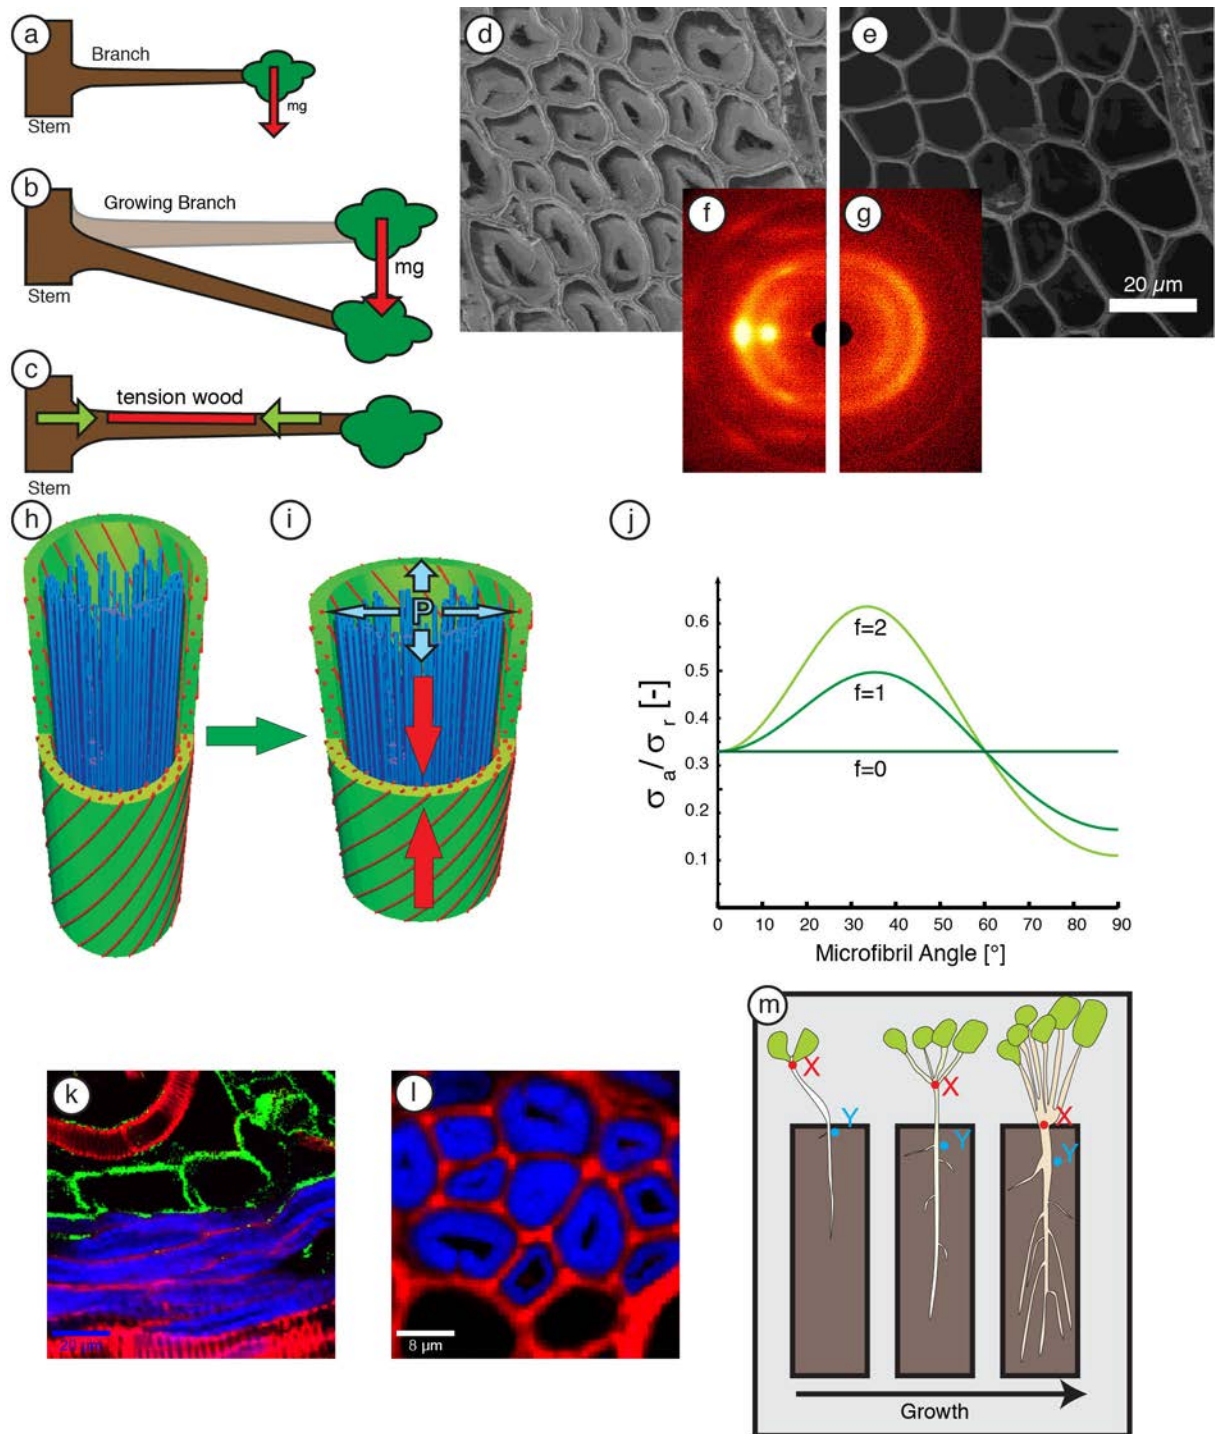 a
Branch
mg
Stem
b
Growing Branch
mg
Stem
c
tension wood
Stem
d
e
f
g
20 µm
h
i
P
j
σa/σr [-]
0.6
0.5
0.4
0.3
0.2
0.1
f=2
f=1
f=0
0 10 20 30 40 50 60 70 80 90
Microfibril Angle [°]
k
20 µm
l
8 µm
m
X
Y
X
Y
X
Y
Growth